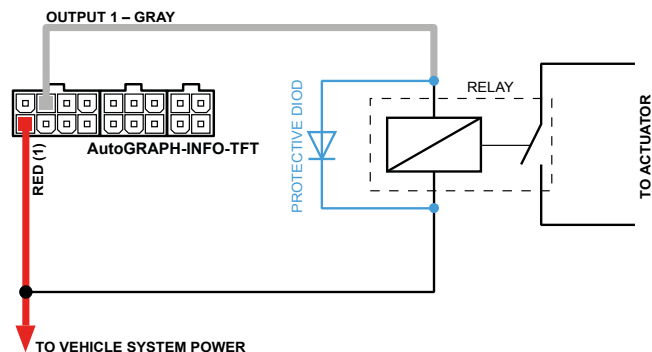 OUTPUT 1 – GRAY
RELAY
PROTECTIVE DIOD
AutoGRAPH-INFO-TFT
RED (1)
TO ACTUATOR
TO VEHICLE SYSTEM POWER